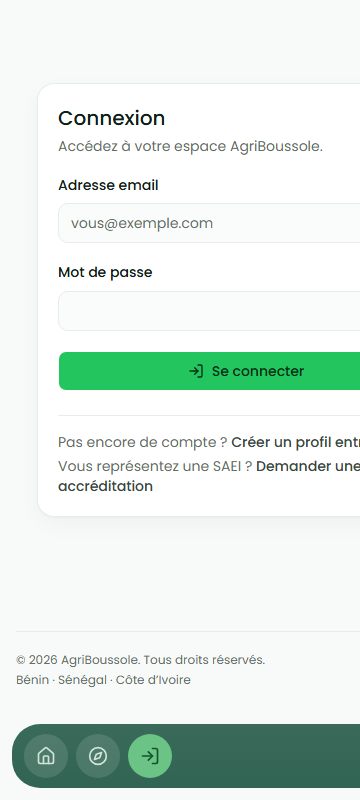 Connexion
Accédez à votre espace AgriBoussole.
Adresse email
vous@exemple.com
Mot de passe
Se connecter
Pas encore de compte ? Créer un profil
Vous représentez une SAEI ? Demander une
accréditation
© 2026 AgriBoussole. Tous droits réservés.
Bénin · Sénégal · Côte d'Ivoire